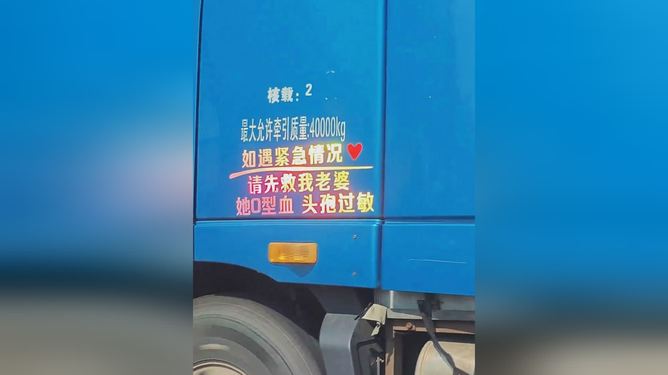 核载：2
最大允许牵引质量:40000kg
如遇紧急情况
请先救我老婆
她O型血 头孢过敏